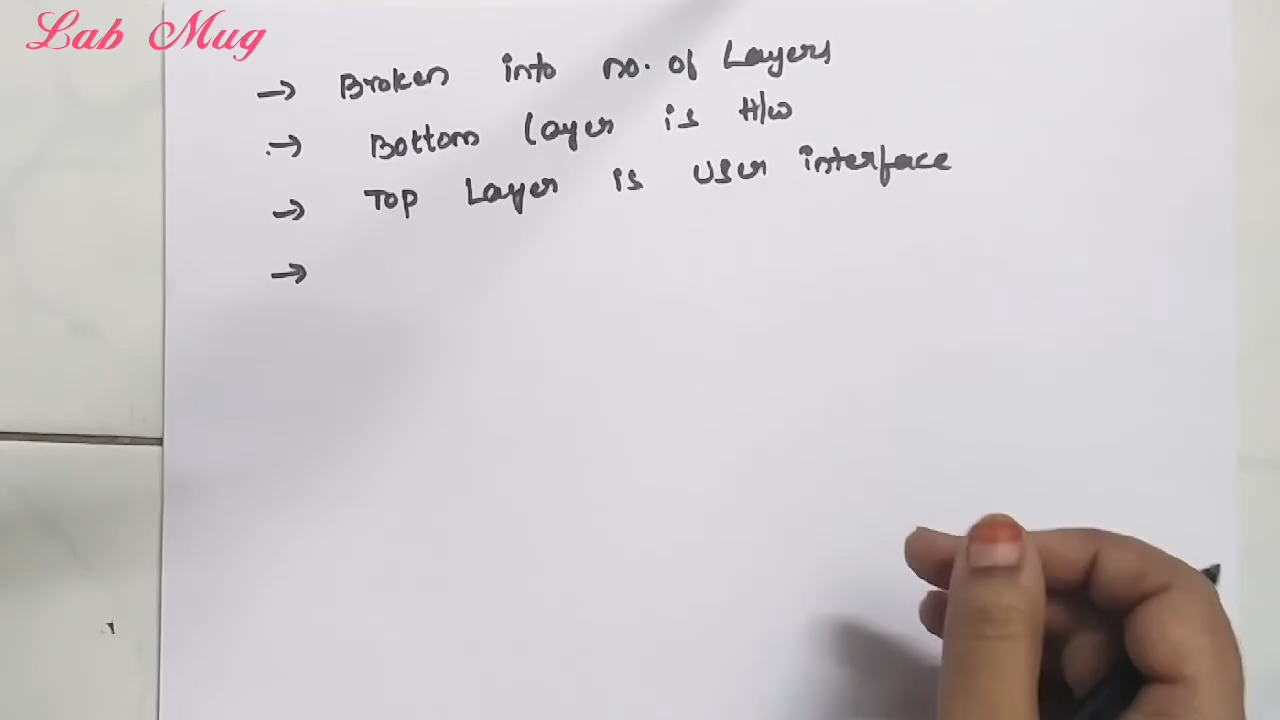 Lab Mug
→ Broken into no. of Layers
→ Bottom layer is H/W
→ Top Layer is user interface
→